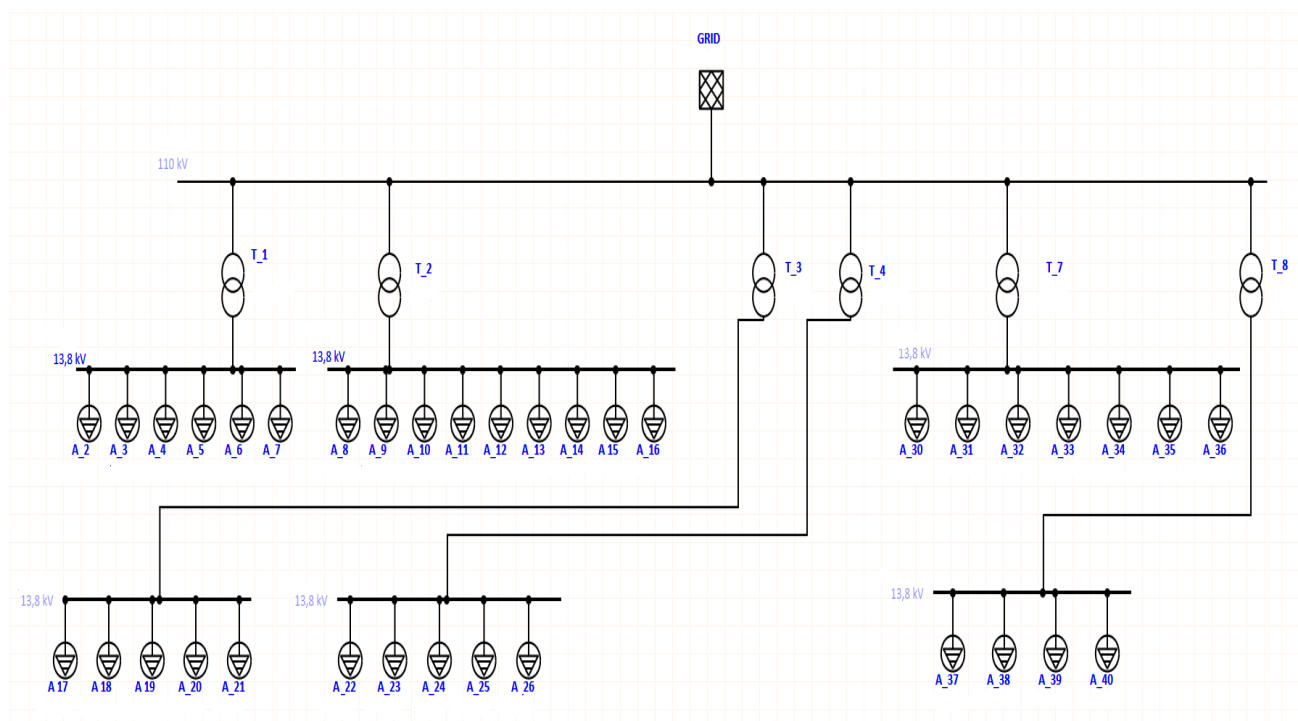 GRID
110 kV
T_1
T_2
T_3
T_4
T_7
T_8
13,8 kV
13,8 kV
13,8 kV
A_2 A_3 A_4 A_5 A_6 A_7
A_8 A_9 A_10 A_11 A_12 A_13 A_14 A 15 A_16
A_30 A_31 A_32 A_33 A_34 A_35 A_36
13,8 kV
13,8 kV
13,8 kV
A 17 A 18 A 19 A_20 A_21
A_22 A_23 A_24 A_25 A_26
A_37 A_38 A_39 A_40